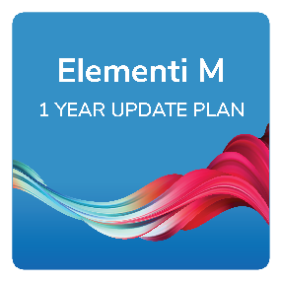 Elementi M
1 YEAR UPDATE PLAN